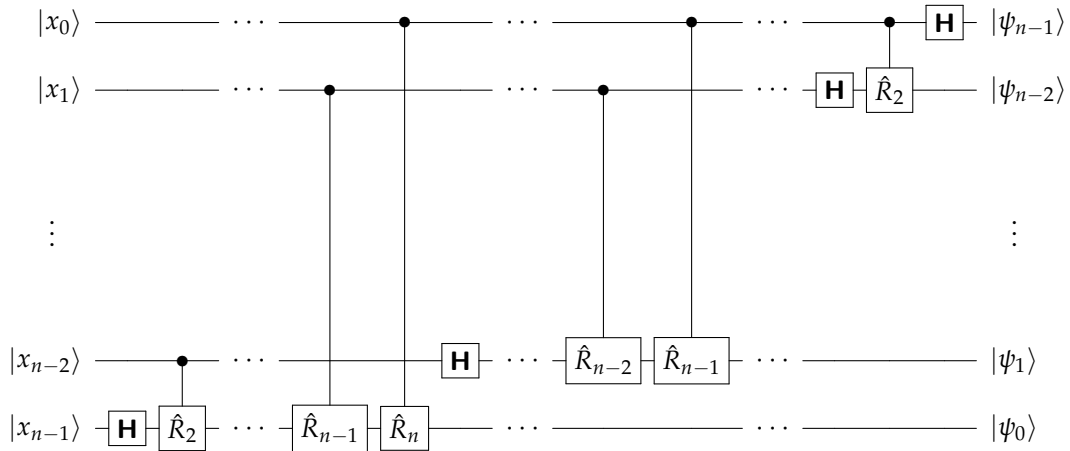 |x₀⟩ ··· ··· ··· H |ψₙ₋₁⟩
|x₁⟩ ··· ··· ··· H R̂₂ |ψₙ₋₂⟩
⋮ ⋮
|xₙ₋₂⟩ ··· H ··· R̂ₙ₋₂ R̂ₙ₋₁ ··· |ψ₁⟩
|xₙ₋₁⟩ H R̂₂ ··· R̂ₙ₋₁ R̂ₙ ··· ··· |ψ₀⟩